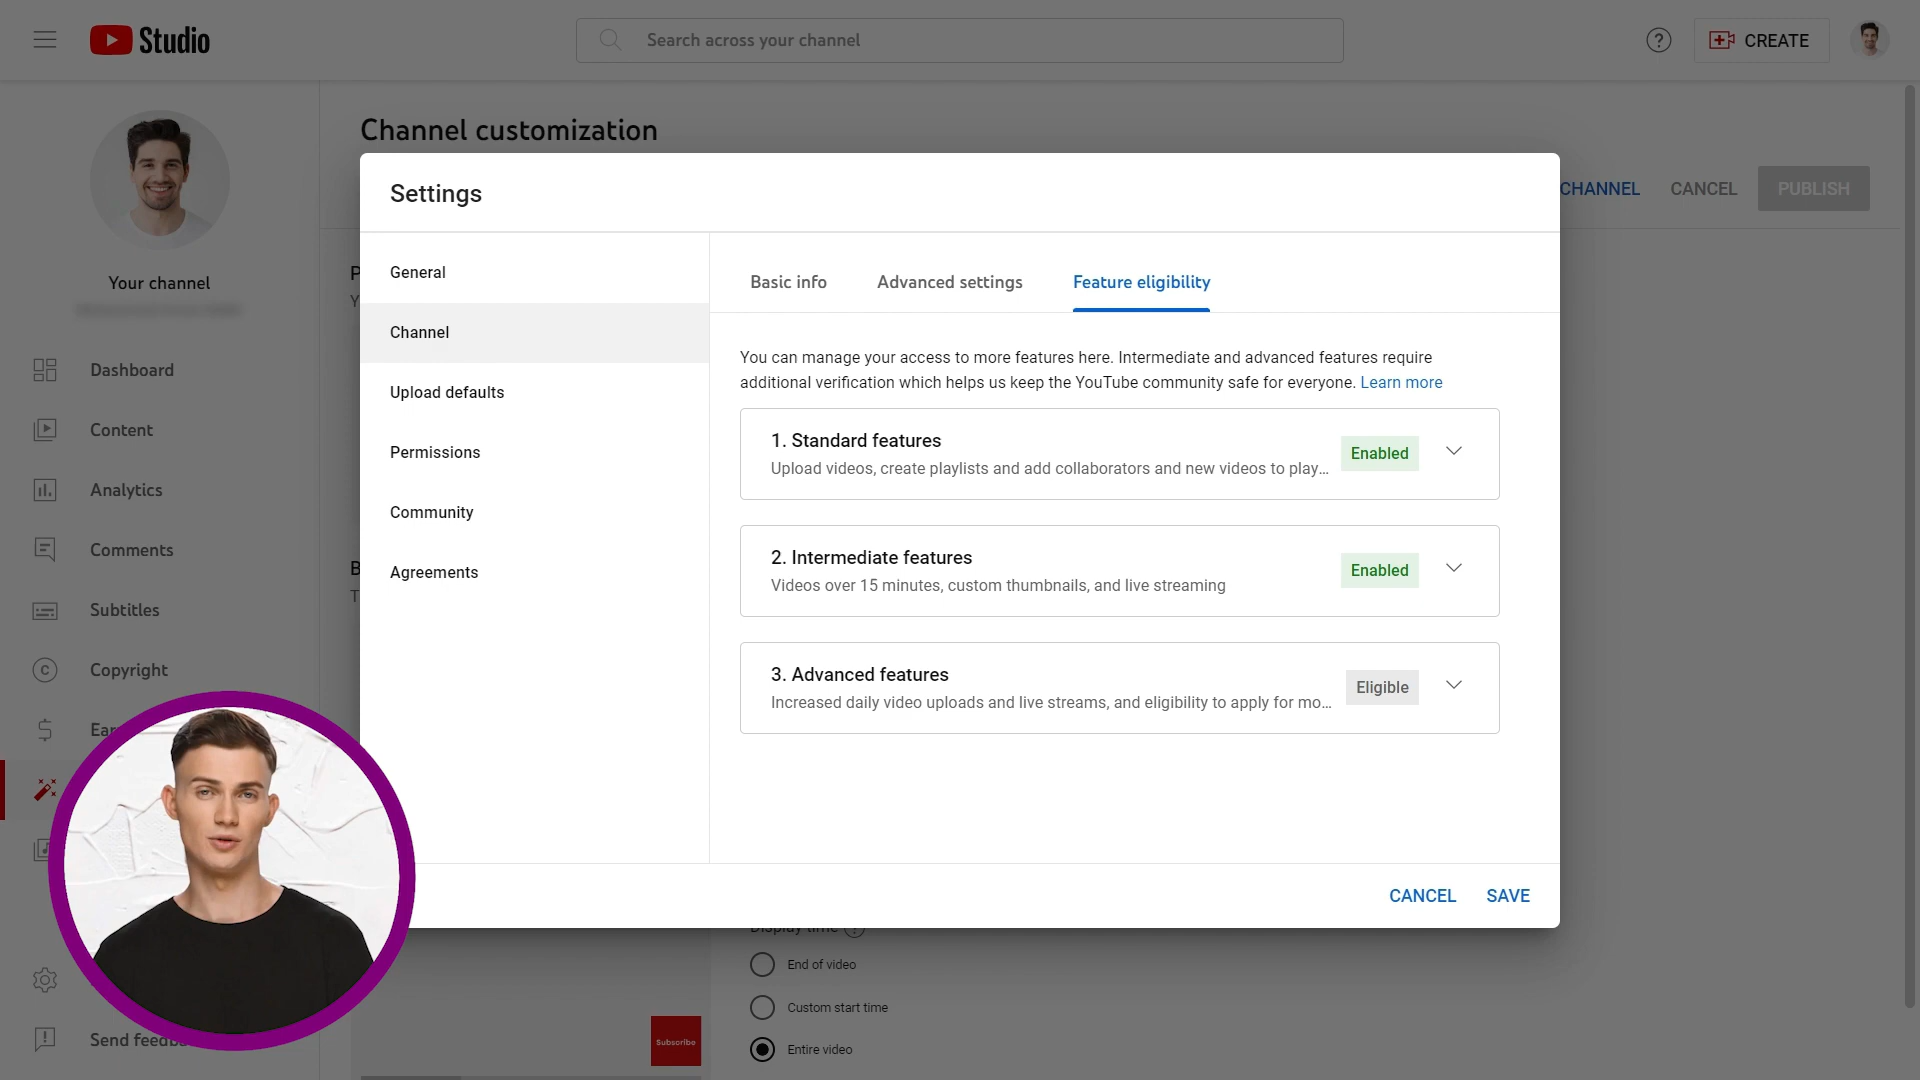 Studio
Search across your channel
?
CREATE
Channel customization
CHANNEL
CANCEL
PUBLISH
Settings
Your channel
General
Channel
Upload defaults
Permissions
Community
Agreements
Basic info
Advanced settings
Feature eligibility
You can manage your access to more features here. Intermediate and advanced features require
additional verification which helps us keep the YouTube community safe for everyone. Learn more
1. Standard features
Upload videos, create playlists and add collaborators and new videos to play...
Enabled
2. Intermediate features
Videos over 15 minutes, custom thumbnails, and live streaming
Enabled
3. Advanced features
Increased daily video uploads and live streams, and eligibility to apply for mo...
Eligible
CANCEL
SAVE
Dashboard
Content
Analytics
Comments
Subtitles
Copyright
Send feedb
Display time
End of video
Custom start time
Entire video
Subscribe